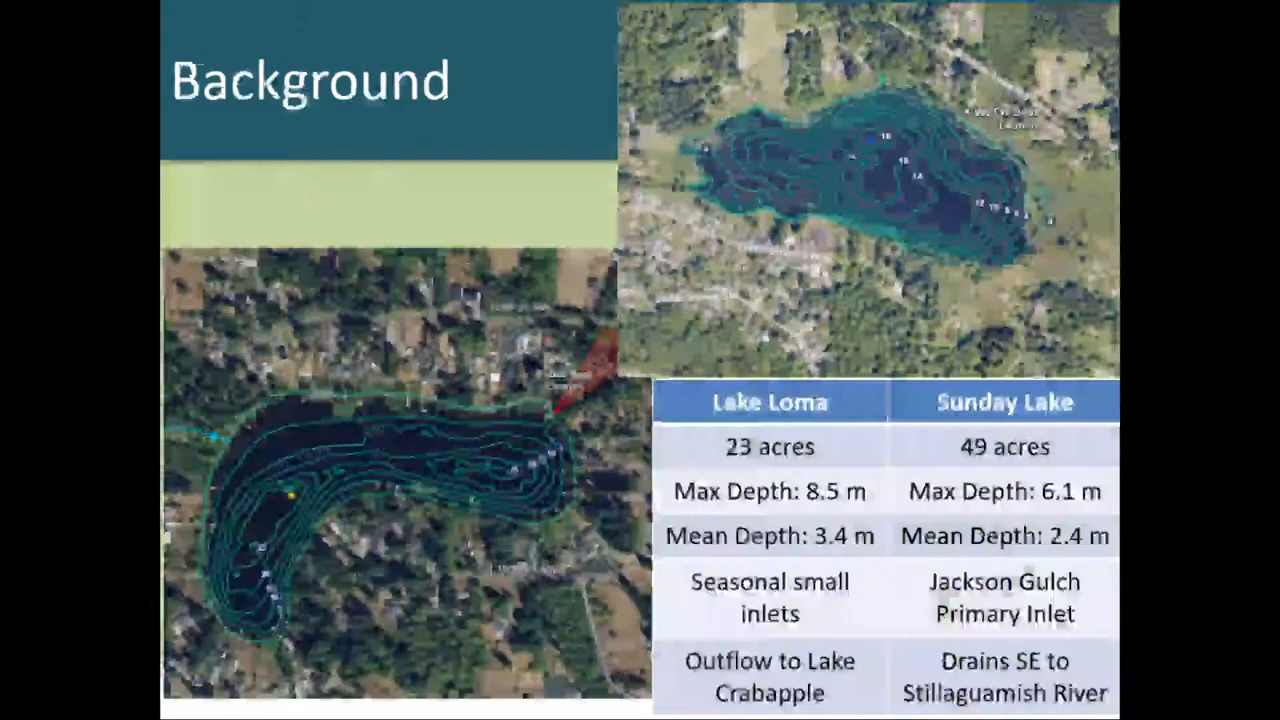 Background
Lake Loma Sunday Lake
23 acres 49 acres
Max Depth: 8.5 m Max Depth: 6.1 m
Mean Depth: 3.4 m Mean Depth: 2.4 m
Seasonal small Jackson Gulch
inlets Primary Inlet
Outflow to Lake Drains SE to
Crabapple Stillaguamish River